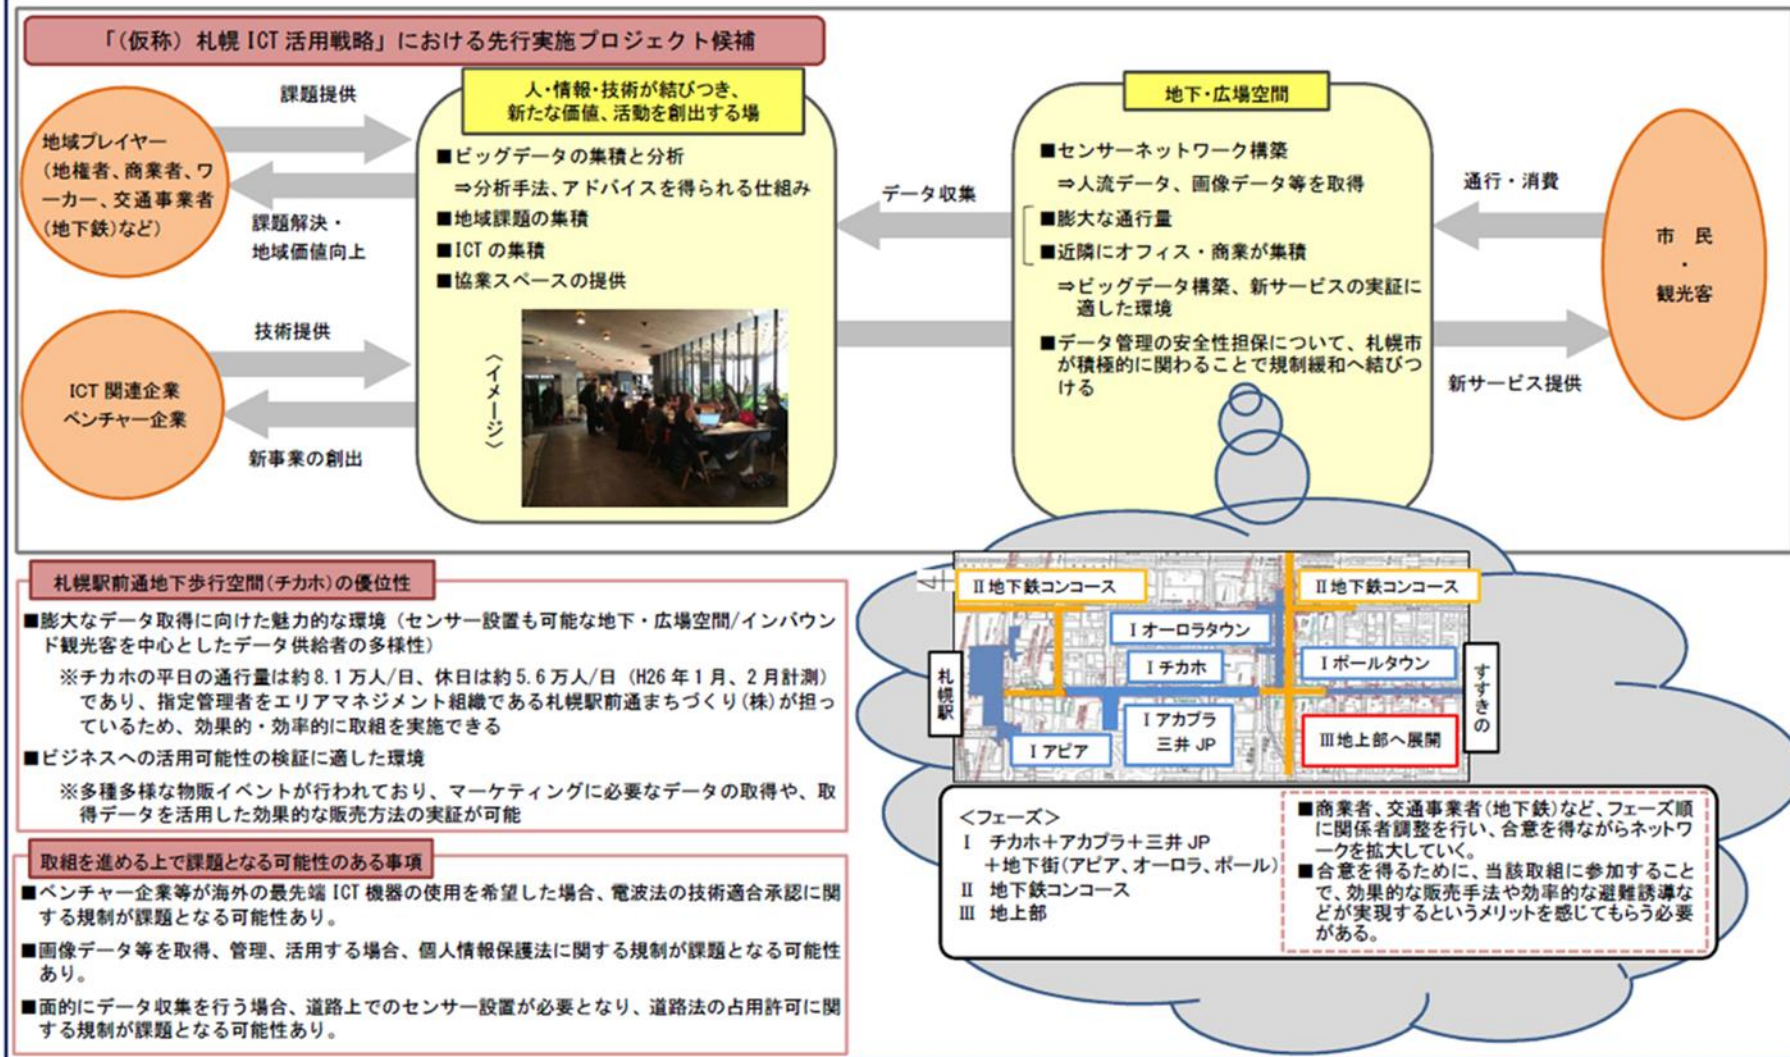 「(仮称) 札幌 ICT 活用戦略」における先行実施プロジェクト候補
地域プレイヤー
(地権者、商業者、ワ
ーカー、交通事業者
(地下鉄)など)
課題提供
課題解決・
地域価値向上
ICT 関連企業
ベンチャー企業
技術提供
新事業の創出
人・情報・技術が結びつき、
新たな価値、活動を創出する場
■ビッグデータの集積と分析
⇒分析手法、アドバイスを得られる仕組み
■地域課題の集積
■ICT の集積
■協業スペースの提供
〈イメージ〉
データ収集
地下・広場空間
■センサーネットワーク構築
⇒人流データ、画像データ等を取得
■膨大な通行量
■近隣にオフィス・商業が集積
⇒ビッグデータ構築、新サービスの実証に
適した環境
■データ管理の安全性担保について、札幌市
が積極的に関わることで規制緩和へ結びつ
ける
通行・消費
新サービス提供
市 民
・
観光客
札幌駅前通地下歩行空間(チカホ)の優位性
■膨大なデータ取得に向けた魅力的な環境（センサー設置も可能な地下・広場空間/インバウン
ド観光客を中心としたデータ供給者の多様性）
※チカホの平日の通行量は約 8.1 万人/日、休日は約 5.6 万人/日（H26 年 1 月、2 月計測）
であり、指定管理者をエリアマネジメント組織である札幌駅前通まちづくり(株)が担っ
ているため、効果的・効率的に取組を実施できる
■ビジネスへの活用可能性の検証に適した環境
※多種多様な物販イベントが行われており、マーケティングに必要なデータの取得や、取
得データを活用した効果的な販売方法の実証が可能
取組を進める上で課題となる可能性のある事項
■ベンチャー企業等が海外の最先端 ICT 機器の使用を希望した場合、電波法の技術適合承認に関
する規制が課題となる可能性あり。
■画像データ等を取得、管理、活用する場合、個人情報保護法に関する規制が課題となる可能性
あり。
■面的にデータ収集を行う場合、道路上でのセンサー設置が必要となり、道路法の占用許可に関
する規制が課題となる可能性あり。
Ⅱ地下鉄コンコース
Ⅱ地下鉄コンコース
Ⅰオーロラタウン
Ⅰチカホ
Ⅰポールタウン
札幌駅
すすきの
Ⅰアピア
Ⅰアカプラ
三井 JP
Ⅲ地上部へ展開
＜フェーズ＞
Ⅰ チカホ＋アカプラ＋三井 JP
＋地下街(アピア、オーロラ、ポール)
Ⅱ 地下鉄コンコース
Ⅲ 地上部
■商業者、交通事業者(地下鉄)など、フェーズ順
に関係者調整を行い、合意を得ながらネットワ
ークを拡大していく。
■合意を得るために、当該取組に参加すること
で、効果的な販売手法や効率的な避難誘導な
どが実現するというメリットを感じてもらう必要
がある。